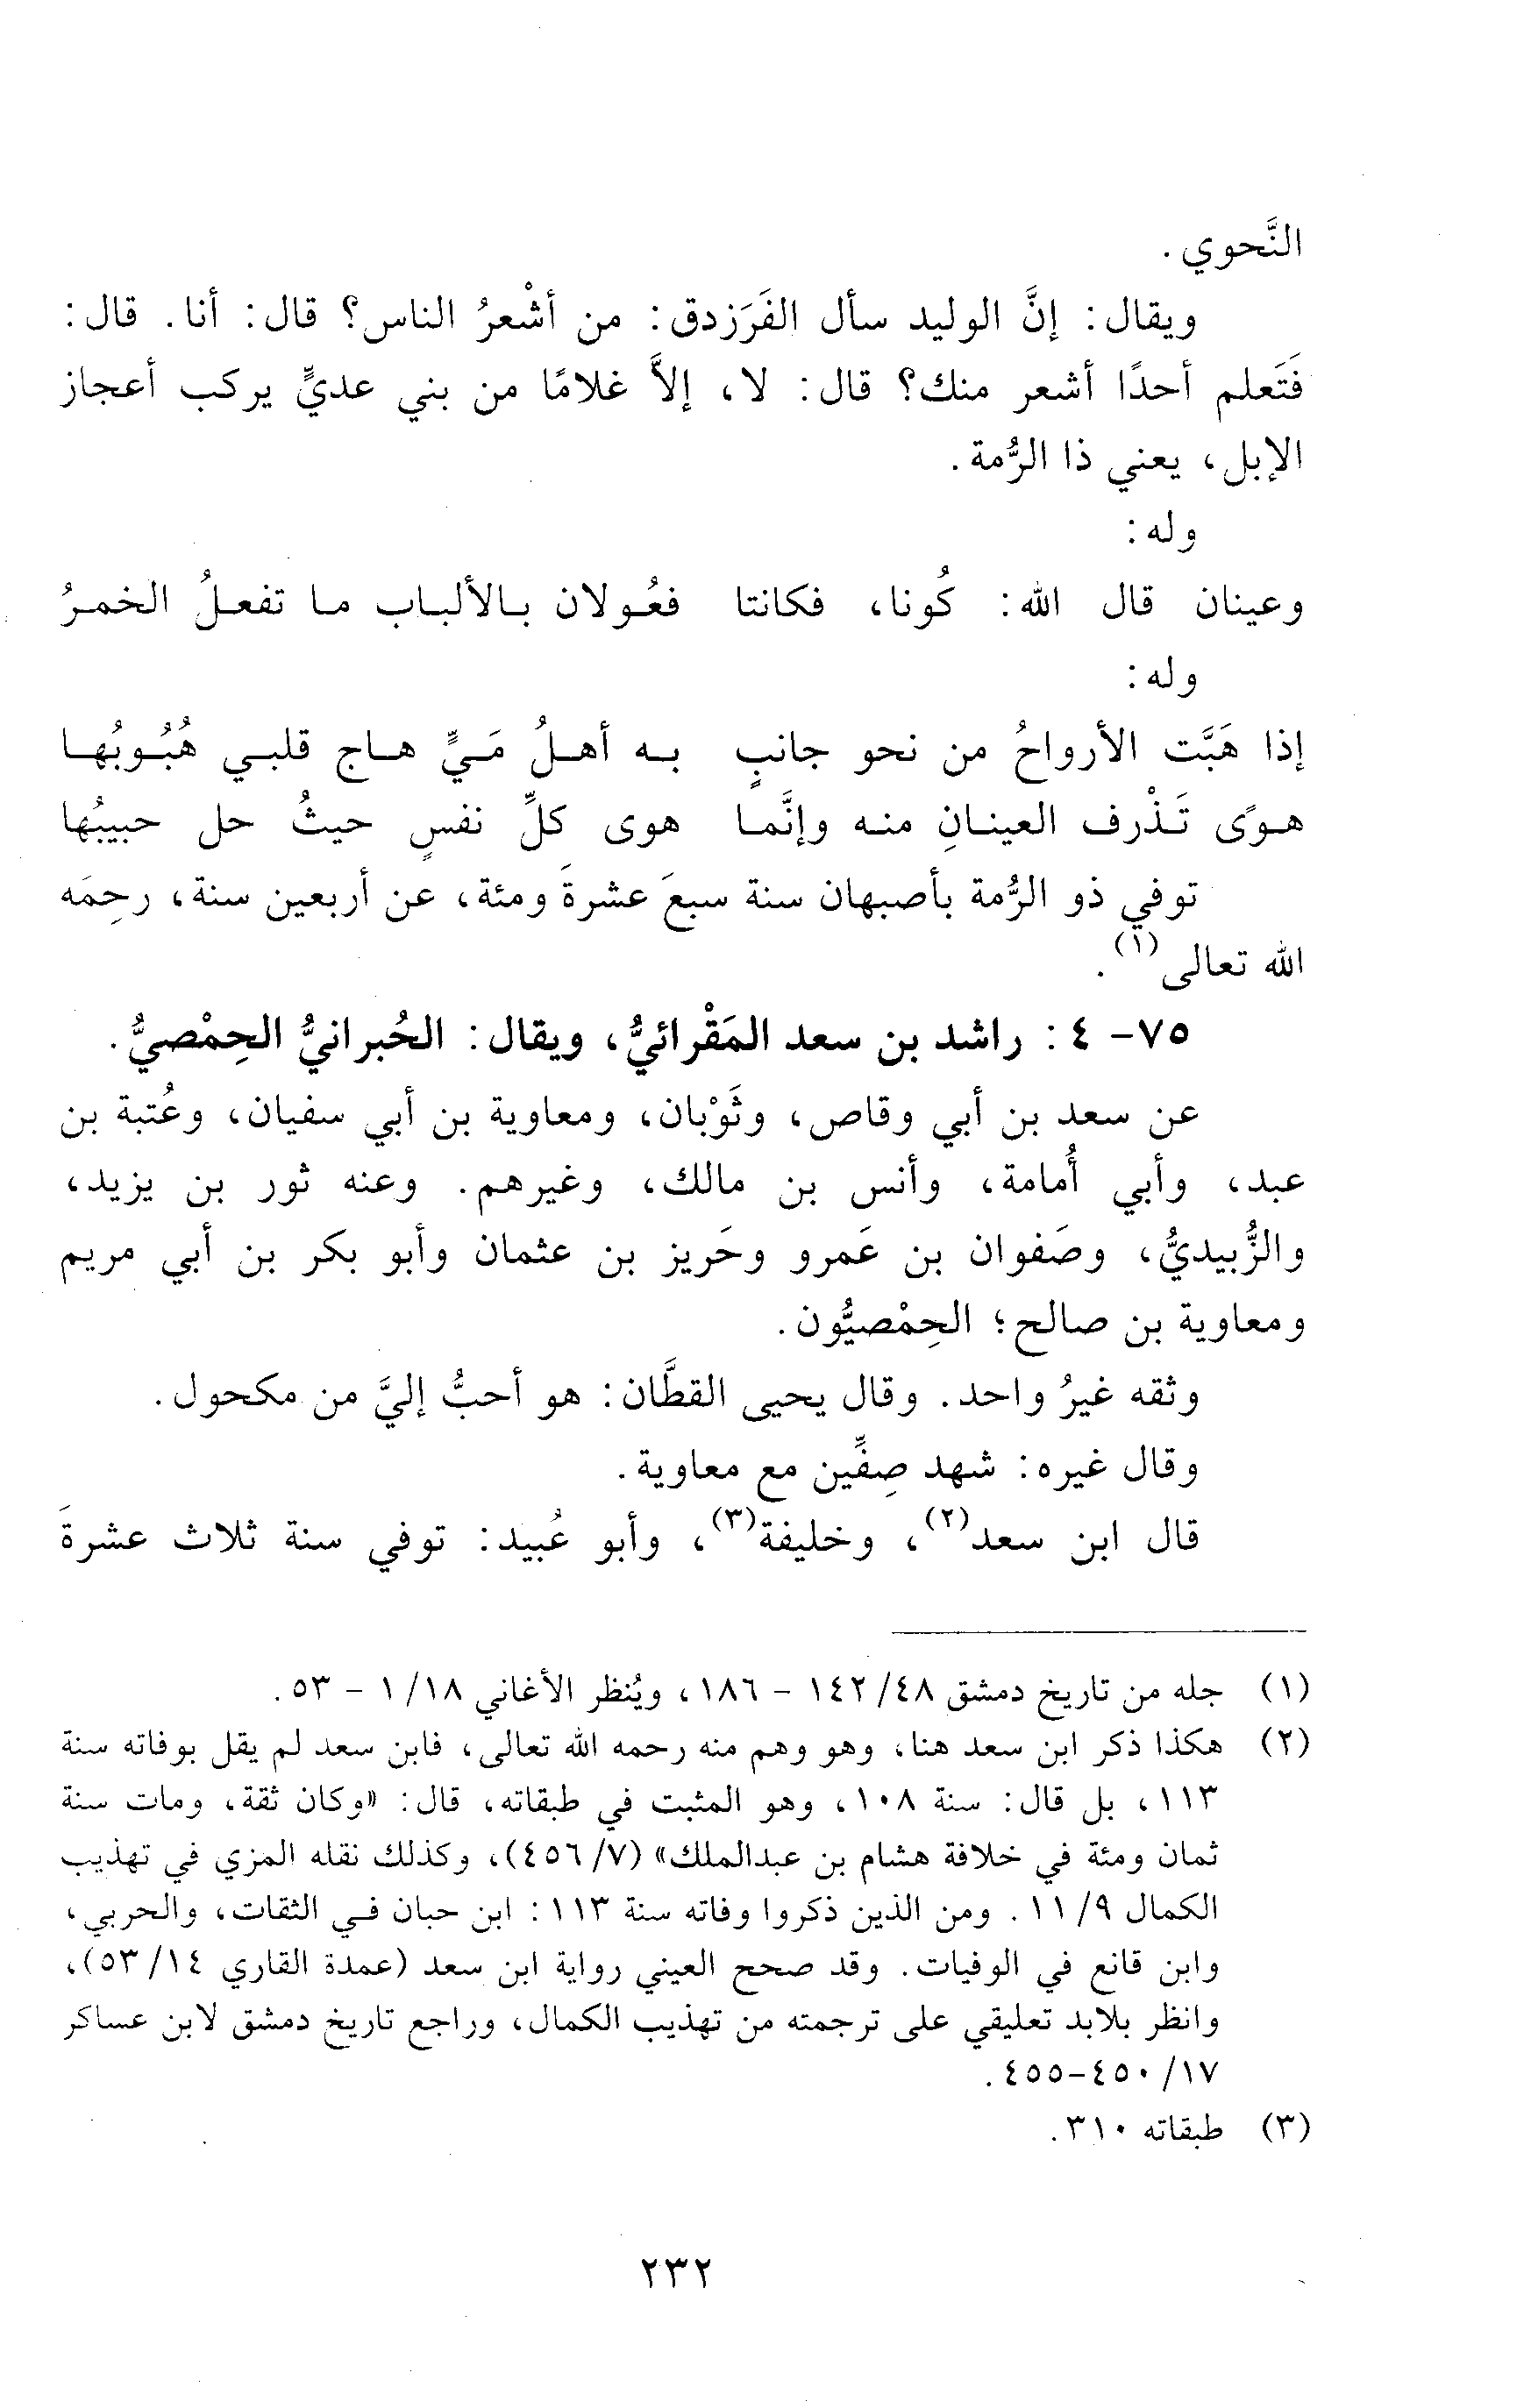 النَّحوي.
ويقال: إنَّ الوليد سأل الفَرَزدق: من أشْعرُ الناس؟ قال: أنا. قال:
فَتَعلم أحدًا أشعر منك؟ قال: لا، إلاَّ غلامًا من بني عديٍّ يركب أعجاز
الإبل، يعني ذا الرُّمة.
وله:
وعينان قال الله: كُونا، فكانتا فعُولان بالألباب ما تفعلُ الخمرُ
وله:
إذا هَبَّت الأرواحُ من نحو جانبٍ به أهلُ مَيٍّ هاج قلبي هُبُوبُها
هوًى تَذْرف العينانِ منه وإنَّما هوى كلِّ نفسٍ حيثُ حل حبيبُها
توفي ذو الرُّمة بأصبهان سنة سبعَ عشرةَ ومئة، عن أربعين سنة، رحِمَه
الله تعالى(١).
٧٥- ٤: راشد بن سعد المَقْرائيُّ، ويقال: الحُبرانيُّ الحِمْصيُّ.
عن سعد بن أبي وقاص، وثَوْبان، ومعاوية بن أبي سفيان، وعُتبة بن
عبد، وأبي أُمامة، وأنس بن مالك، وغيرهم. وعنه ثور بن يزيد،
والزُّبيديُّ، وصَفوان بن عَمرو وحَريز بن عثمان وأبو بكر بن أبي مريم
ومعاوية بن صالح؛ الحِمْصيُّون.
وثقه غيرُ واحد. وقال يحيى القطَّان: هو أحبُّ إليَّ من مكحول.
وقال غيره: شهد صِفِّين مع معاوية.
قال ابن سعد(٢)، وخليفة(٣)، وأبو عُبيد: توفي سنة ثلاث عشرةَ
(١) جله من تاريخ دمشق ٤٨/ ١٤٢ - ١٨٦، ويُنظر الأغاني ١٨/ ١ - ٥٣.
(٢) هكذا ذكر ابن سعد هنا، وهو وهم منه رحمه الله تعالى، فابن سعد لم يقل بوفاته سنة
١١٣، بل قال: سنة ١٠٨، وهو المثبت في طبقاته، قال: «وكان ثقة، ومات سنة
ثمان ومئة في خلافة هشام بن عبدالملك» (٧/ ٤٥٦)، وكذلك نقله المزي في تهذيب
الكمال ٩/ ١١. ومن الذين ذكروا وفاته سنة ١١٣: ابن حبان في الثقات، والحربي،
وابن قانع في الوفيات. وقد صحح العيني رواية ابن سعد (عمدة القاري ١٤/ ٥٣)،
وانظر بلابد تعليقي على ترجمته من تهذيب الكمال، وراجع تاريخ دمشق لابن عساكر
١٧/ ٤٥٠-٤٥٥.
(٣) طبقاته ٣١٠.
٢٣٢